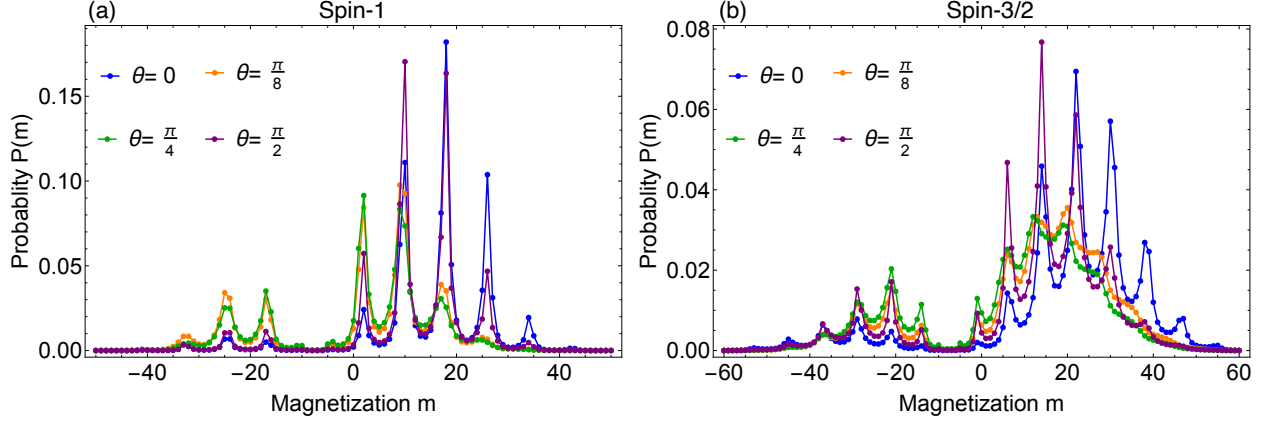 (a) Spin-1
Probablity P(m)
0.15
0.10
0.05
0.00
θ= 0
θ= π/8
θ= π/4
θ= π/2
−40 −20 0 20 40
Magnetization m
(b) Spin-3/2
Probablity P(m)
0.08
0.06
0.04
0.02
0.00
θ= 0
θ= π/8
θ= π/4
θ= π/2
−60 −40 −20 0 20 40 60
Magnetization m